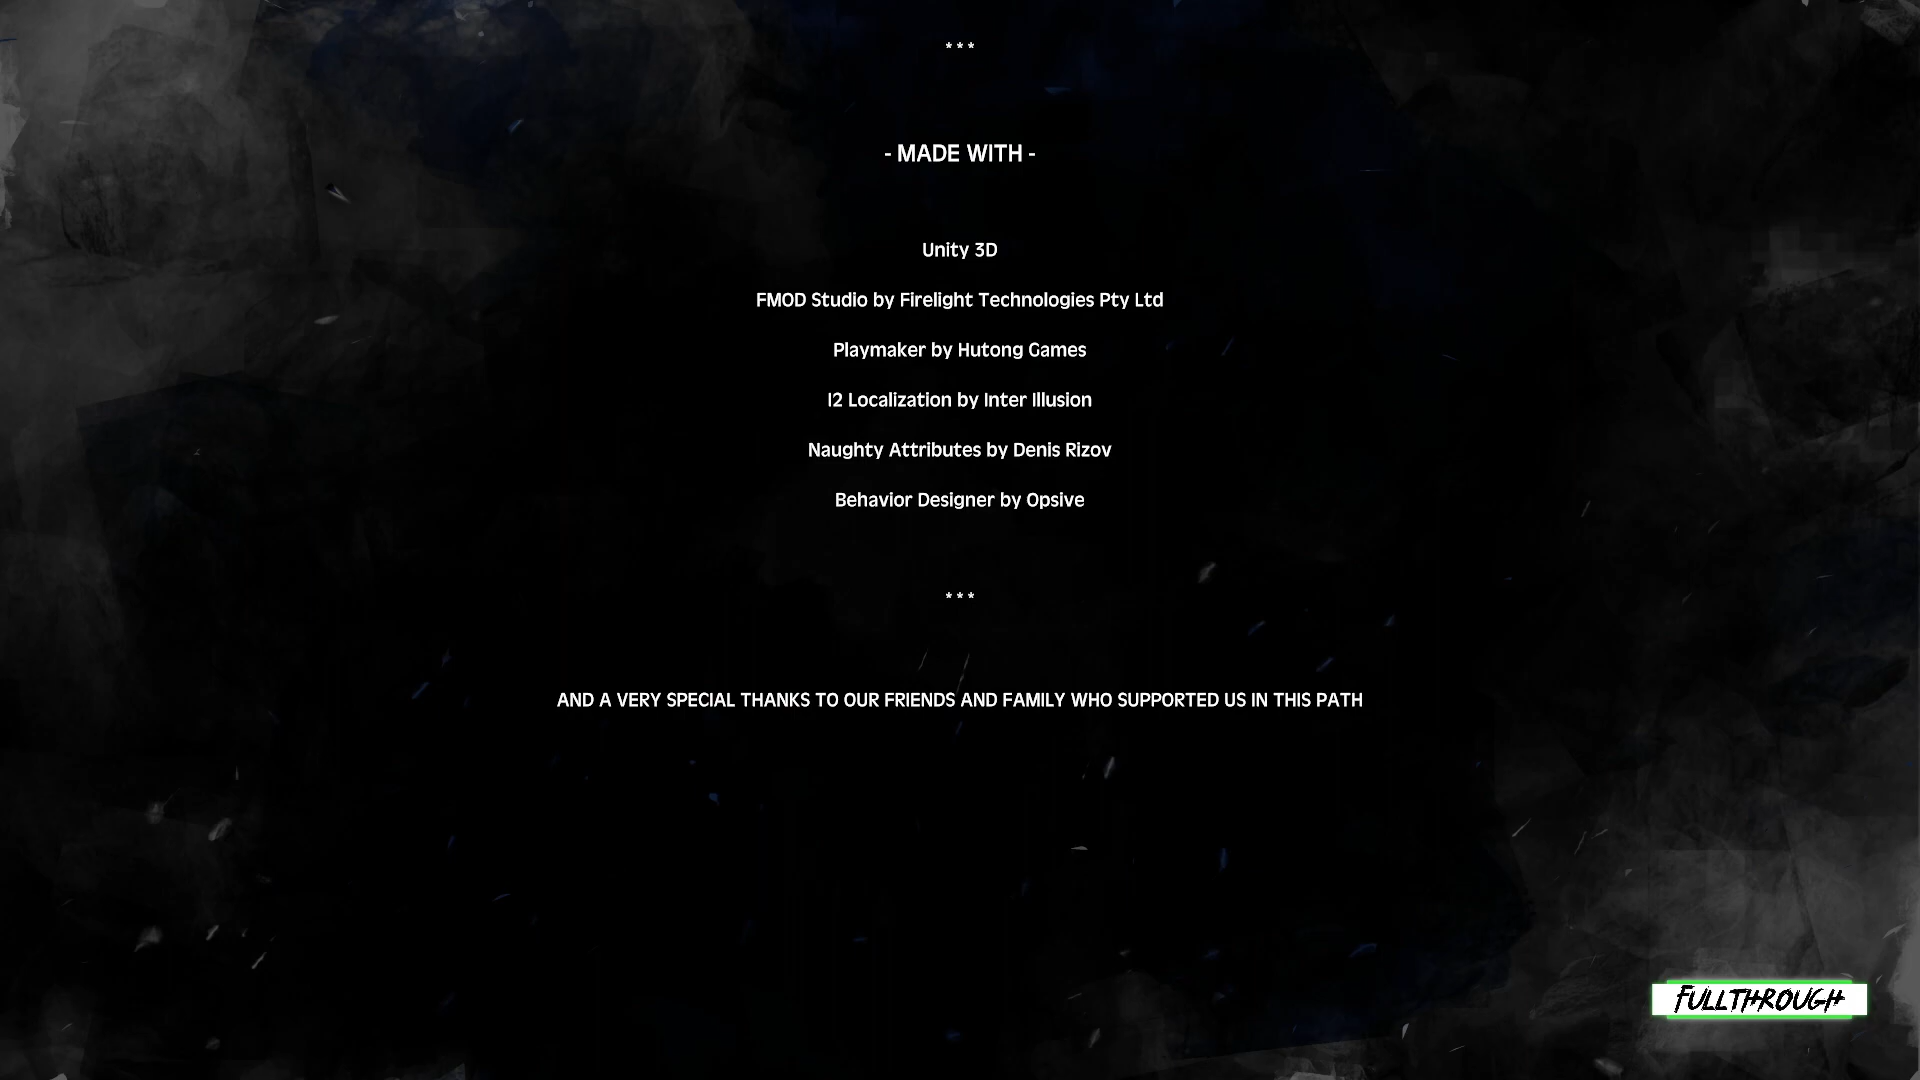 ***
- MADE WITH -
Unity 3D
FMOD Studio by Firelight Technologies Pty Ltd
Playmaker by Hutong Games
I2 Localization by Inter Illusion
Naughty Attributes by Denis Rizov
Behavior Designer by Opsive
***
AND A VERY SPECIAL THANKS TO OUR FRIENDS AND FAMILY WHO SUPPORTED US IN THIS PATH
FULLTHROUGH